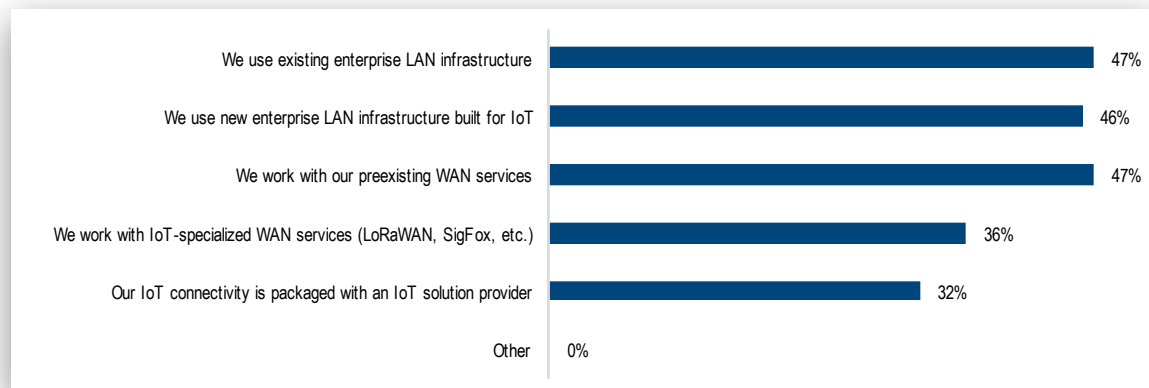 We use existing enterprise LAN infrastructure 47%
We use new enterprise LAN infrastructure built for IoT 46%
We work with our preexisting WAN services 47%
We work with IoT-specialized WAN services (LoRaWAN, SigFox, etc.) 36%
Our IoT connectivity is packaged with an IoT solution provider 32%
Other 0%